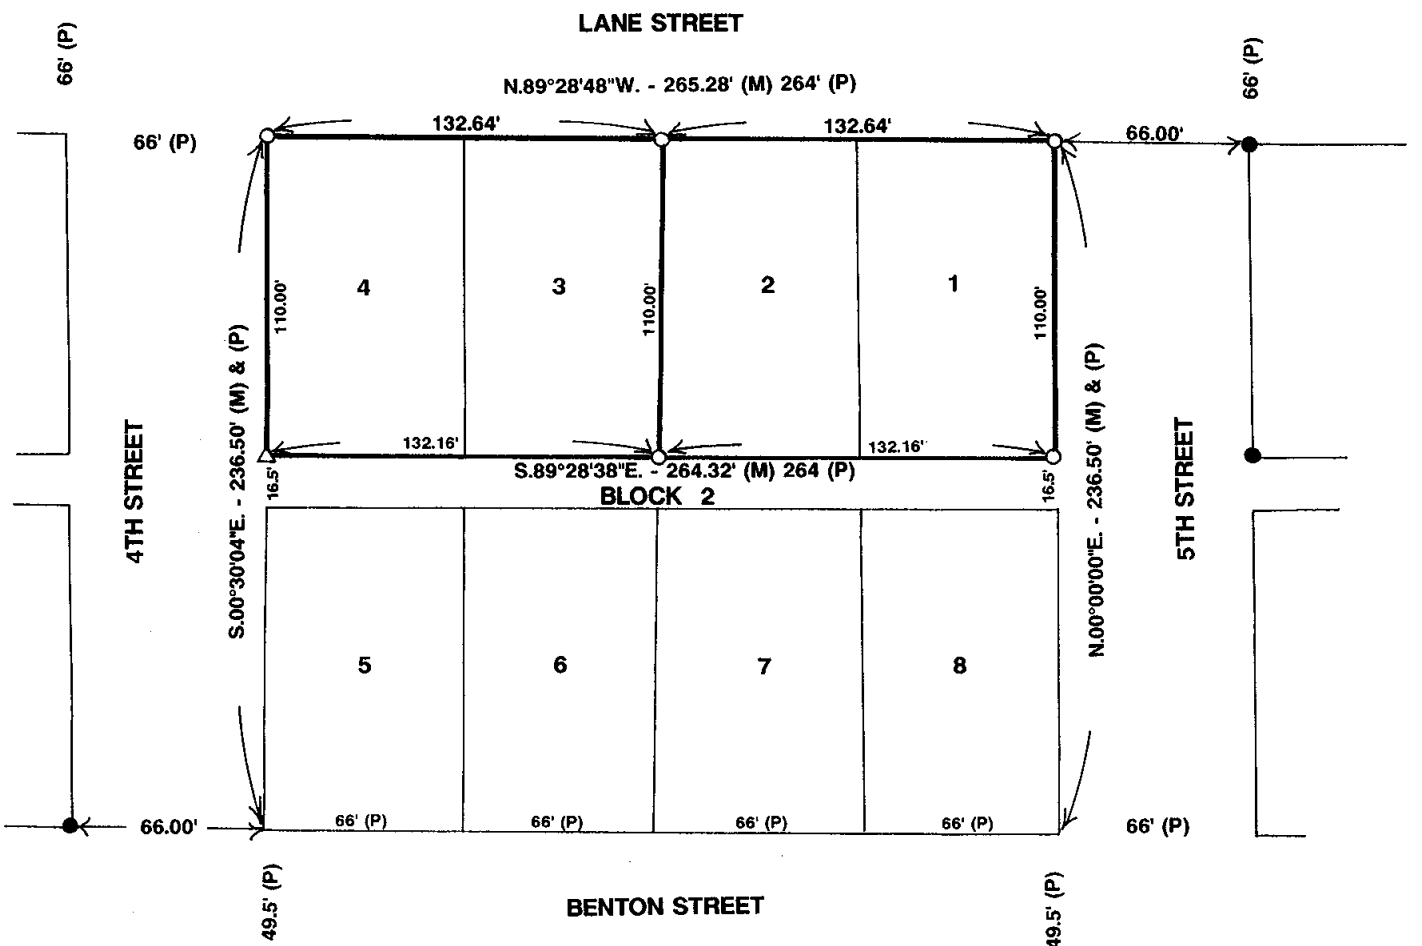 LANE STREET
66' (P)
66' (P)
N.89°28'48"W. - 265.28' (M) 264' (P)
132.64'
132.64'
66' (P)
66.00'
4
3
2
1
110.00'
110.00'
110.00'
S.00°30'04"E. - 236.50' (M) & (P)
N.00°00'00"E. - 236.50' (M) & (P)
4TH STREET
5TH STREET
132.16'
132.16'
S.89°28'38"E. - 264.32' (M) 264 (P)
16.5'
BLOCK 2
16.5'
5
6
7
8
66.00'
66' (P)
66' (P)
66' (P)
66' (P)
66' (P)
49.5' (P)
BENTON STREET
49.5' (P)